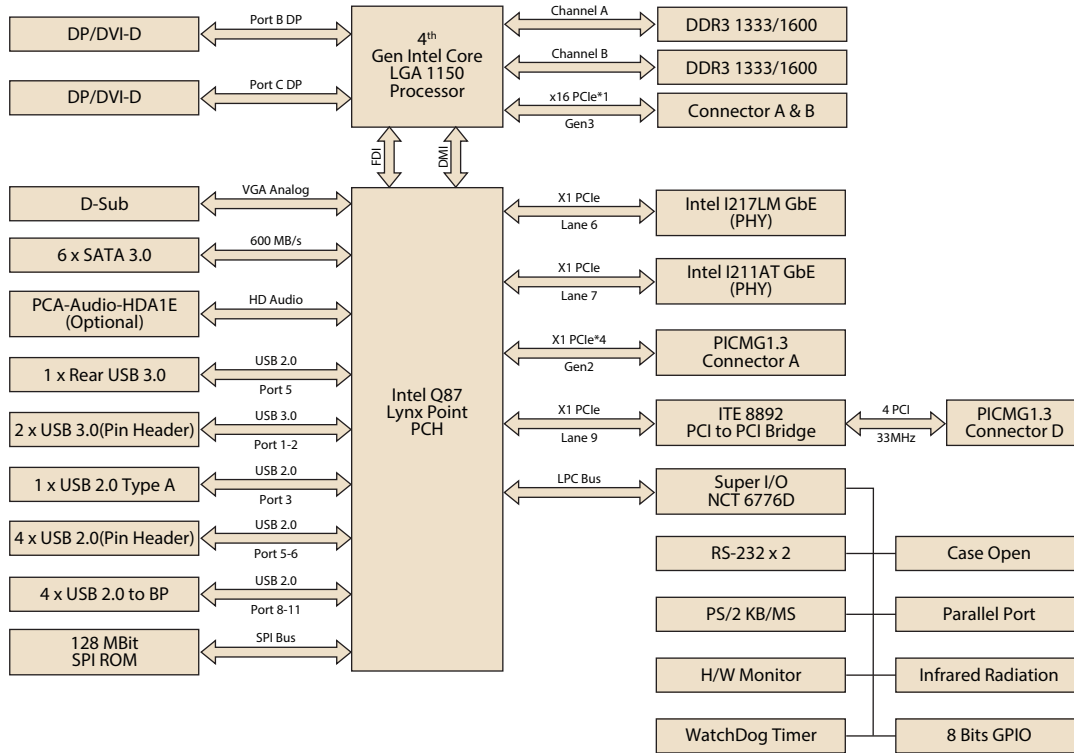 DP/DVI-D
Port B DP
4th
Gen Intel Core
LGA 1150
Processor
Channel A
DDR3 1333/1600
Channel B
DDR3 1333/1600
DP/DVI-D
Port C DP
x16 PCIe*1
Gen3
Connector A & B
FDI
DMI
D-Sub
VGA Analog
6 x SATA 3.0
600 MB/s
PCA-Audio-HDA1E
(Optional)
HD Audio
1 x Rear USB 3.0
USB 2.0
Port 5
2 x USB 3.0(Pin Header)
USB 3.0
Port 1-2
1 x USB 2.0 Type A
USB 2.0
Port 3
4 x USB 2.0(Pin Header)
USB 2.0
Port 5-6
4 x USB 2.0 to BP
USB 2.0
Port 8-11
128 MBit
SPI ROM
SPI Bus
Intel Q87
Lynx Point
PCH
X1 PCIe
Lane 6
Intel I217LM GbE
(PHY)
X1 PCIe
Lane 7
Intel I211AT GbE
(PHY)
X1 PCIe*4
Gen2
PICMG1.3
Connector A
X1 PCIe
Lane 9
ITE 8892
PCI to PCI Bridge
4 PCI
33MHz
PICMG1.3
Connector D
LPC Bus
Super I/O
NCT 6776D
RS-232 x 2
Case Open
PS/2 KB/MS
Parallel Port
H/W Monitor
Infrared Radiation
WatchDog Timer
8 Bits GPIO